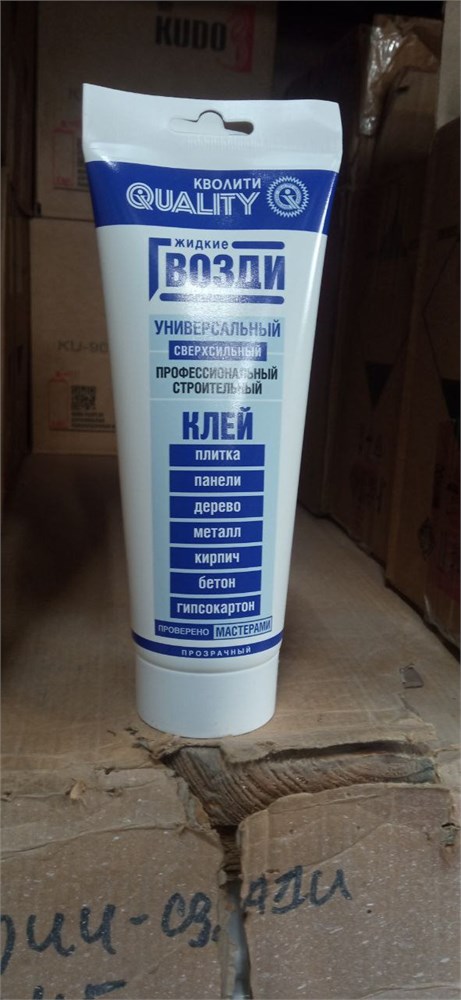 KUDO
КВОЛИТИ
QUALITY
ЖИДКИЕ
ГВОЗДИ
УНИВЕРСАЛЬНЫЙ
СВЕРХСИЛЬНЫЙ
ПРОФЕССИОНАЛЬНЫЙ
СТРОИТЕЛЬНЫЙ
КЛЕЙ
плитка
панели
дерево
металл
кирпич
бетон
гипсокартон
ПРОВЕРЕНО МАСТЕРАМИ
ПРОЗРАЧНЫЙ